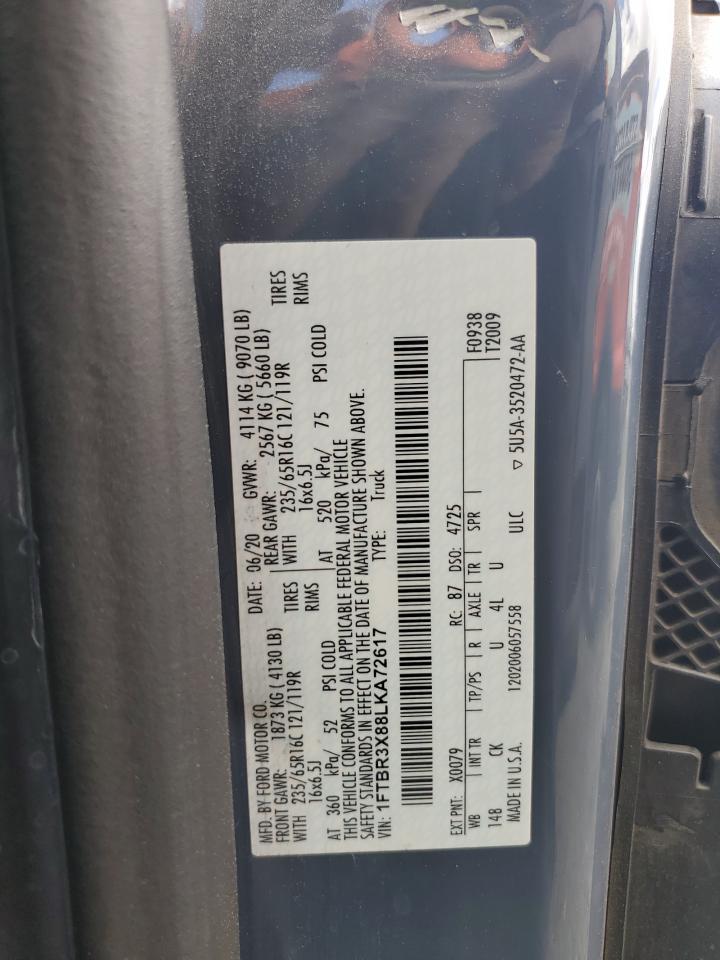 MFD. BY FORD MOTOR CO.
DATE: 06/20 GVWR: 4114 KG ( 9070 LB)
FRONT GAWR: 1873 KG ( 4130 LB)
REAR GAWR: 2567 KG ( 5660 LB)
WITH 235/65R16C 121/119R TIRES
WITH 235/65R16C 121/119R TIRES
16x6.5J RIMS
16x6.5J RIMS
AT 360 kPa/ 52 PSI COLD
AT 520 kPa/ 75 PSI COLD
THIS VEHICLE CONFORMS TO ALL APPLICABLE FEDERAL MOTOR VEHICLE
SAFETY STANDARDS IN EFFECT ON THE DATE OF MANUFACTURE SHOWN ABOVE.
VIN: 1FTBR3X88LKA72617 TYPE: Truck
EXT PNT: X0079 RC: 87 DSO: 4725 F0938
WB INT TR TP/PS R AXLE TR SPR T2009
148 CK U 4L U
MADE IN U.S.A. 1202006057558 ULC ▽ 5U5A-3520472-AA